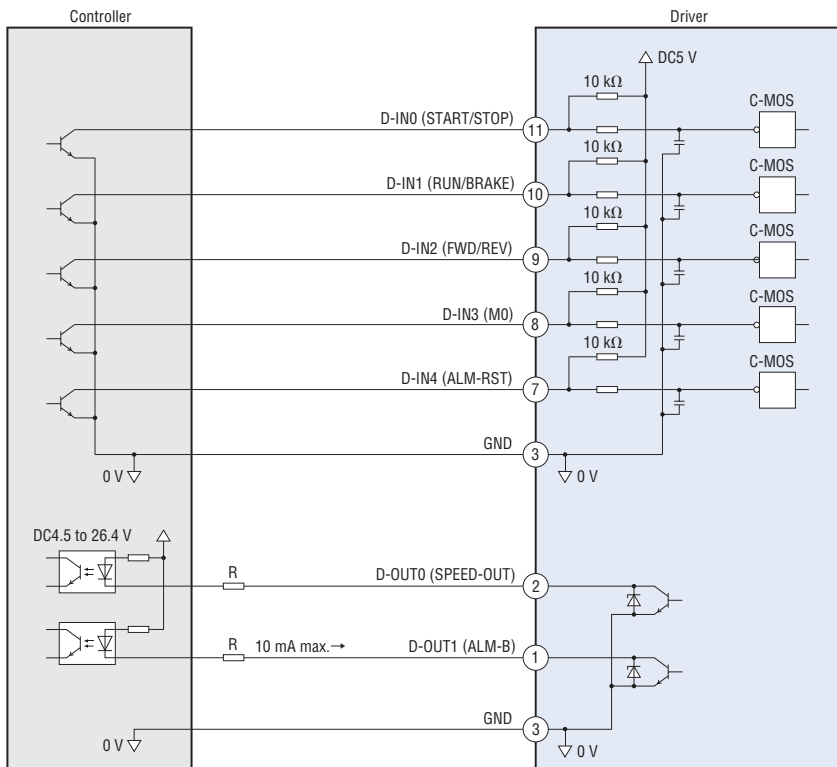 Controller
Driver
DC5 V
10 kΩ
C-MOS
D-IN0 (START/STOP)
11
10 kΩ
C-MOS
D-IN1 (RUN/BRAKE)
10
10 kΩ
C-MOS
D-IN2 (FWD/REV)
9
10 kΩ
C-MOS
D-IN3 (M0)
8
10 kΩ
C-MOS
D-IN4 (ALM-RST)
7
GND
3
0 V
0 V
DC4.5 to 26.4 V
R
D-OUT0 (SPEED-OUT)
2
R
10 mA max.→
D-OUT1 (ALM-B)
1
GND
3
0 V
0 V